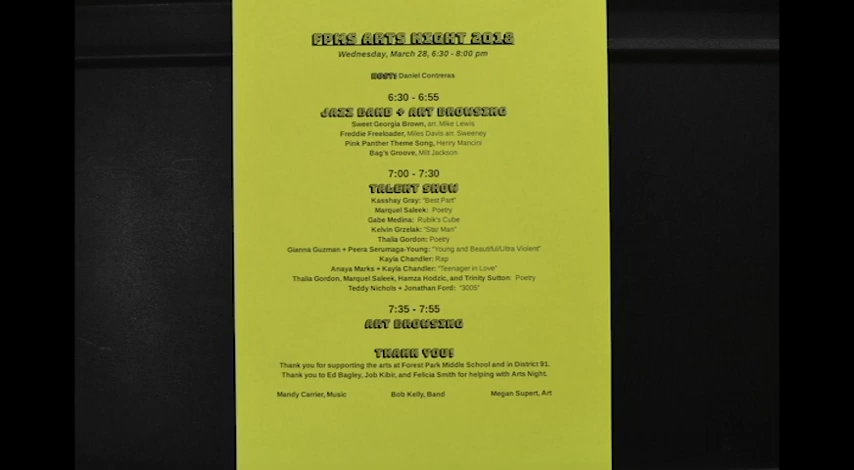 FPMS ARTS NIGHT 2018
Wednesday, March 28, 6:30 - 8:00 pm
HOST: Daniel Contreras
6:30 - 6:55
JAZZ BAND + ART BROWSING
Sweet Georgia Brown, arr. Mike Lewis
Freddie Freeloader, Miles Davis arr. Sweeney
Pink Panther Theme Song, Henry Mancini
Bag's Groove, Milt Jackson
7:00 - 7:30
TALENT SHOW
Kasshay Gray: "Best Part"
Marquel Saleek: Poetry
Gabe Medina: Rubik's Cube
Kelvin Grzelak: "Star Man"
Thalia Gordon: Poetry
Gianna Guzman + Peera Serumaga-Young: "Young and Beautiful/Ultra Violent"
Kayla Chandler: Rap
Anaya Marks + Kayla Chandler: "Teenager in Love"
Thalia Gordon, Marquel Saleek, Hamza Hodzic, and Trinity Sutton: Poetry
Teddy Nichols + Jonathan Ford: "3005"
7:35 - 7:55
ART BROWSING
THANK YOU!
Thank you for supporting the arts at Forest Park Middle School and in District 91.
Thank you to Ed Bagley, Job Kibir, and Felicia Smith for helping with Arts Night.
Mandy Carrier, Music Bob Kelly, Band Megan Supert, Art